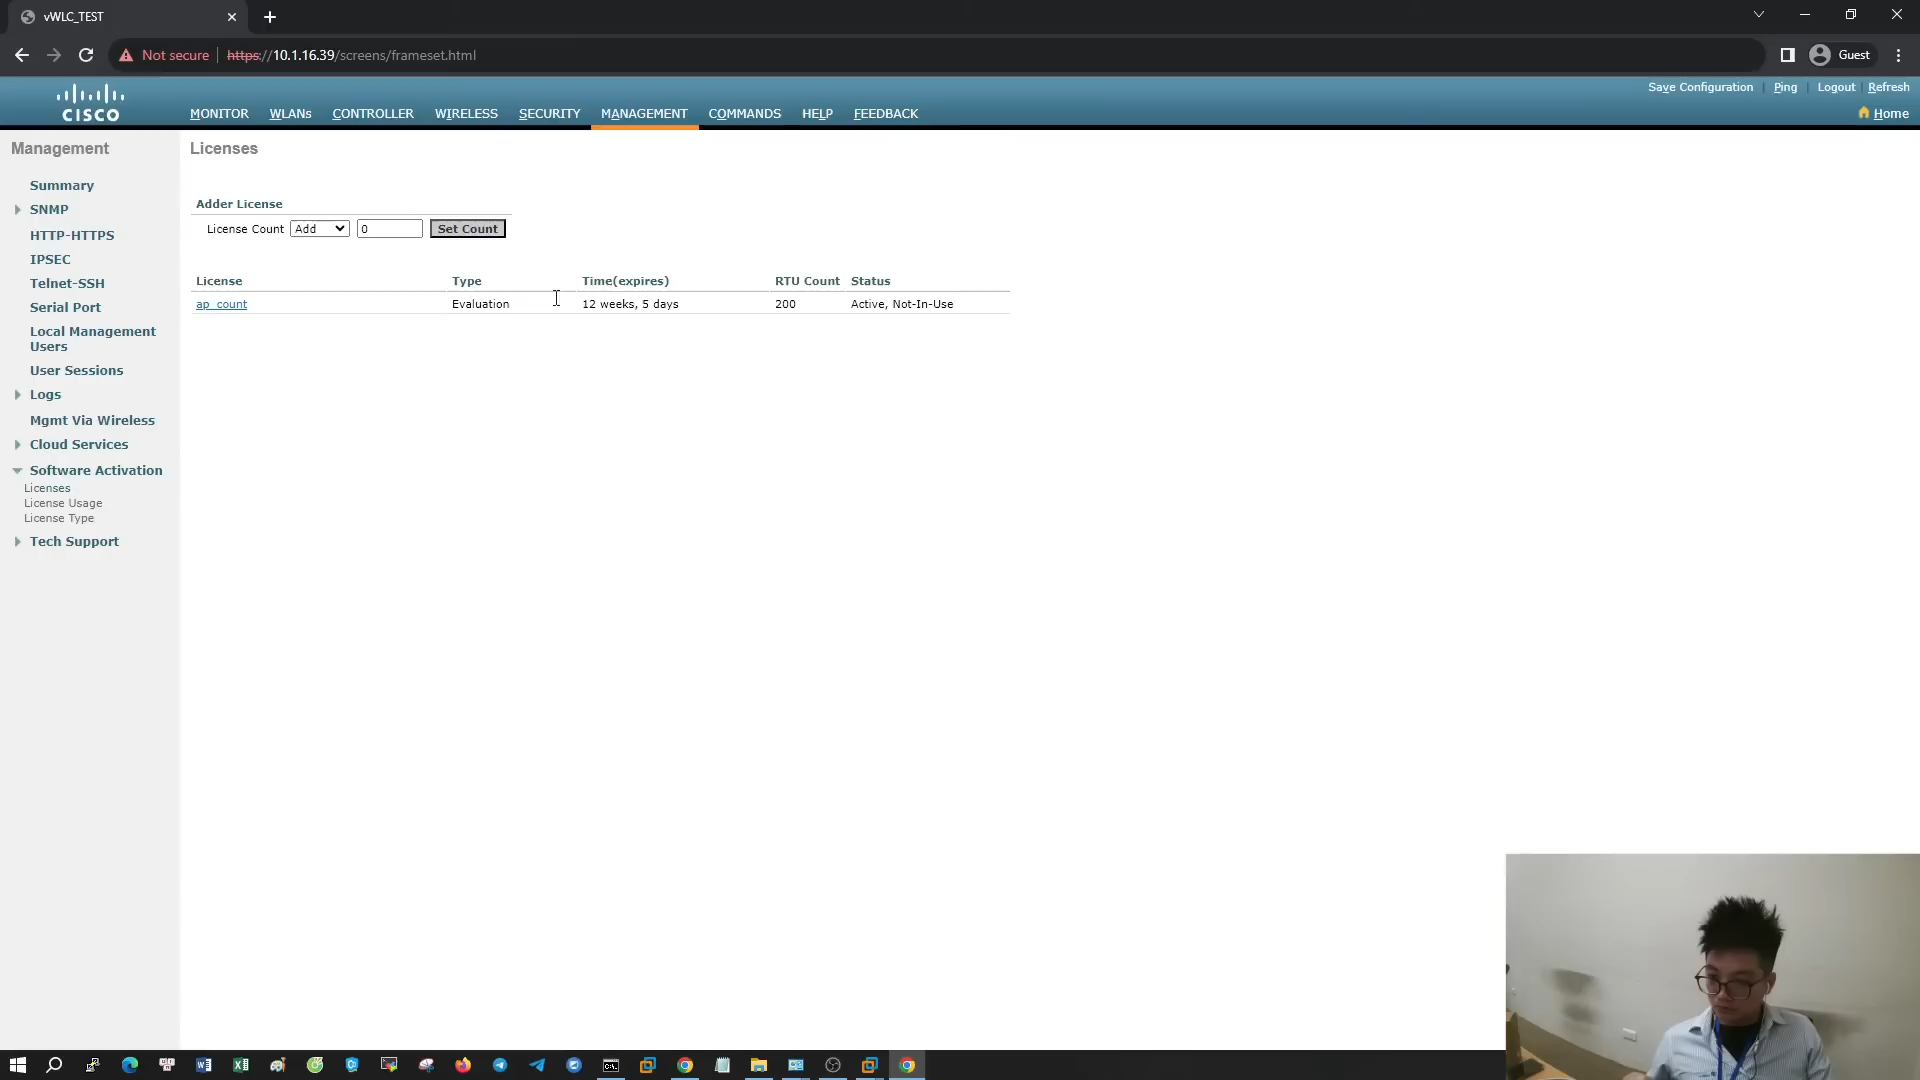 vWLC_TEST
Not secure https://10.1.16.39/screens/frameset.html Guest
Save Configuration Ping Logout Refresh
CISCO MONITOR WLANs CONTROLLER WIRELESS SECURITY MANAGEMENT COMMANDS HELP FEEDBACK Home
Management
Summary
SNMP
HTTP-HTTPS
IPSEC
Telnet-SSH
Serial Port
Local Management
Users
User Sessions
Logs
Mgmt Via Wireless
Cloud Services
Software Activation
Licenses
License Usage
License Type
Tech Support
Licenses
Adder License
License Count Add 0 Set Count
License Type Time(expires) RTU Count Status
ap_count Evaluation 12 weeks, 5 days 200 Active, Not-In-Use